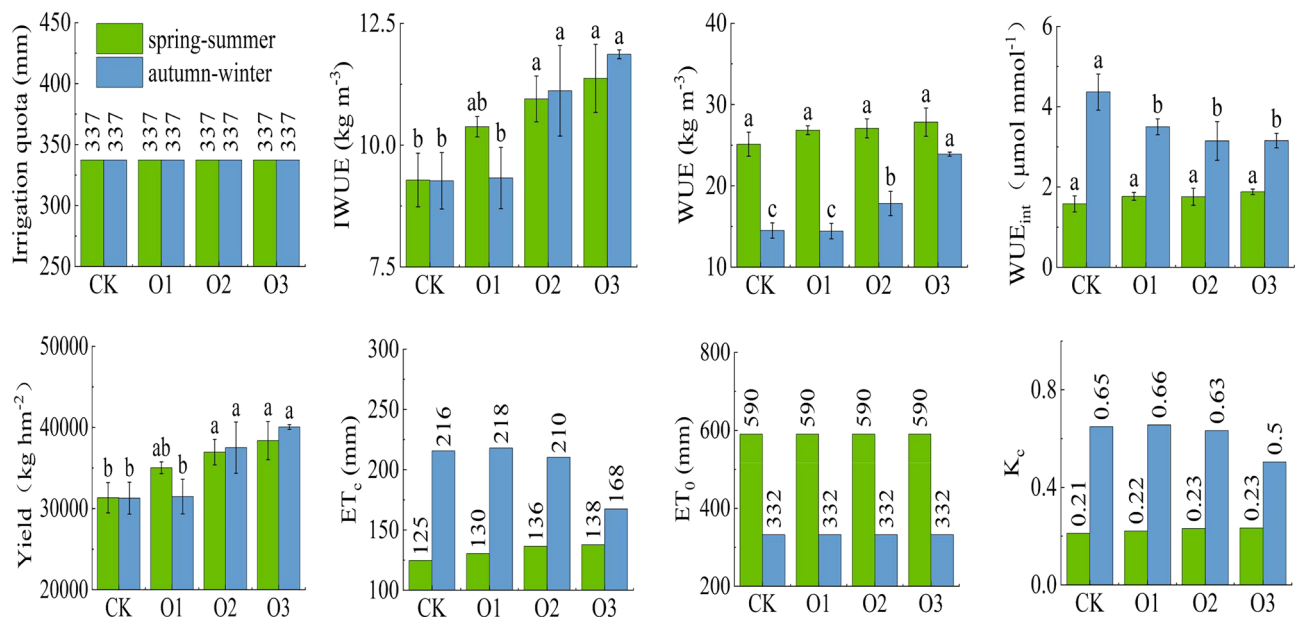 Irrigation quota (mm)
450
400
350
300
250
spring-summer
autumn-winter
337 337 337 337 337 337 337 337
CK O1 O2 O3
IWUE (kg m⁻³)
12.5
10.0
7.5
b b ab b a a a a
CK O1 O2 O3
WUE (kg m⁻³)
40
30
20
10
a c a c a b a a
CK O1 O2 O3
WUEint ( μmol mmol⁻¹)
6
4
2
0
a a a b a b a b
CK O1 O2 O3
Yield (kg hm⁻²)
50000
40000
30000
20000
b b ab b a a a a
CK O1 O2 O3
ETc (mm)
300
250
200
150
100
125 216 130 218 136 210 138 168
CK O1 O2 O3
ET0 (mm)
800
600
400
200
590 332 590 332 590 332 590 332
CK O1 O2 O3
Kc
0.8
0.4
0.0
0.21 0.65 0.22 0.66 0.23 0.63 0.23 0.5
CK O1 O2 O3